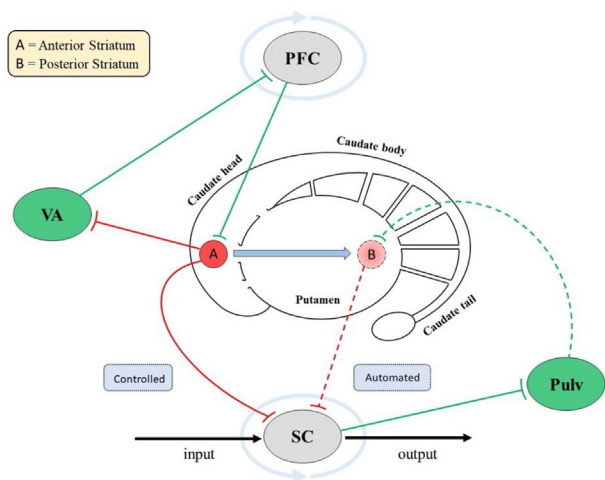 A = Anterior Striatum
B = Posterior Striatum
PFC
Caudate body
Caudate head
VA
A
B
Putamen
Caudate tail
Controlled
Automated
Pulv
SC
input
output